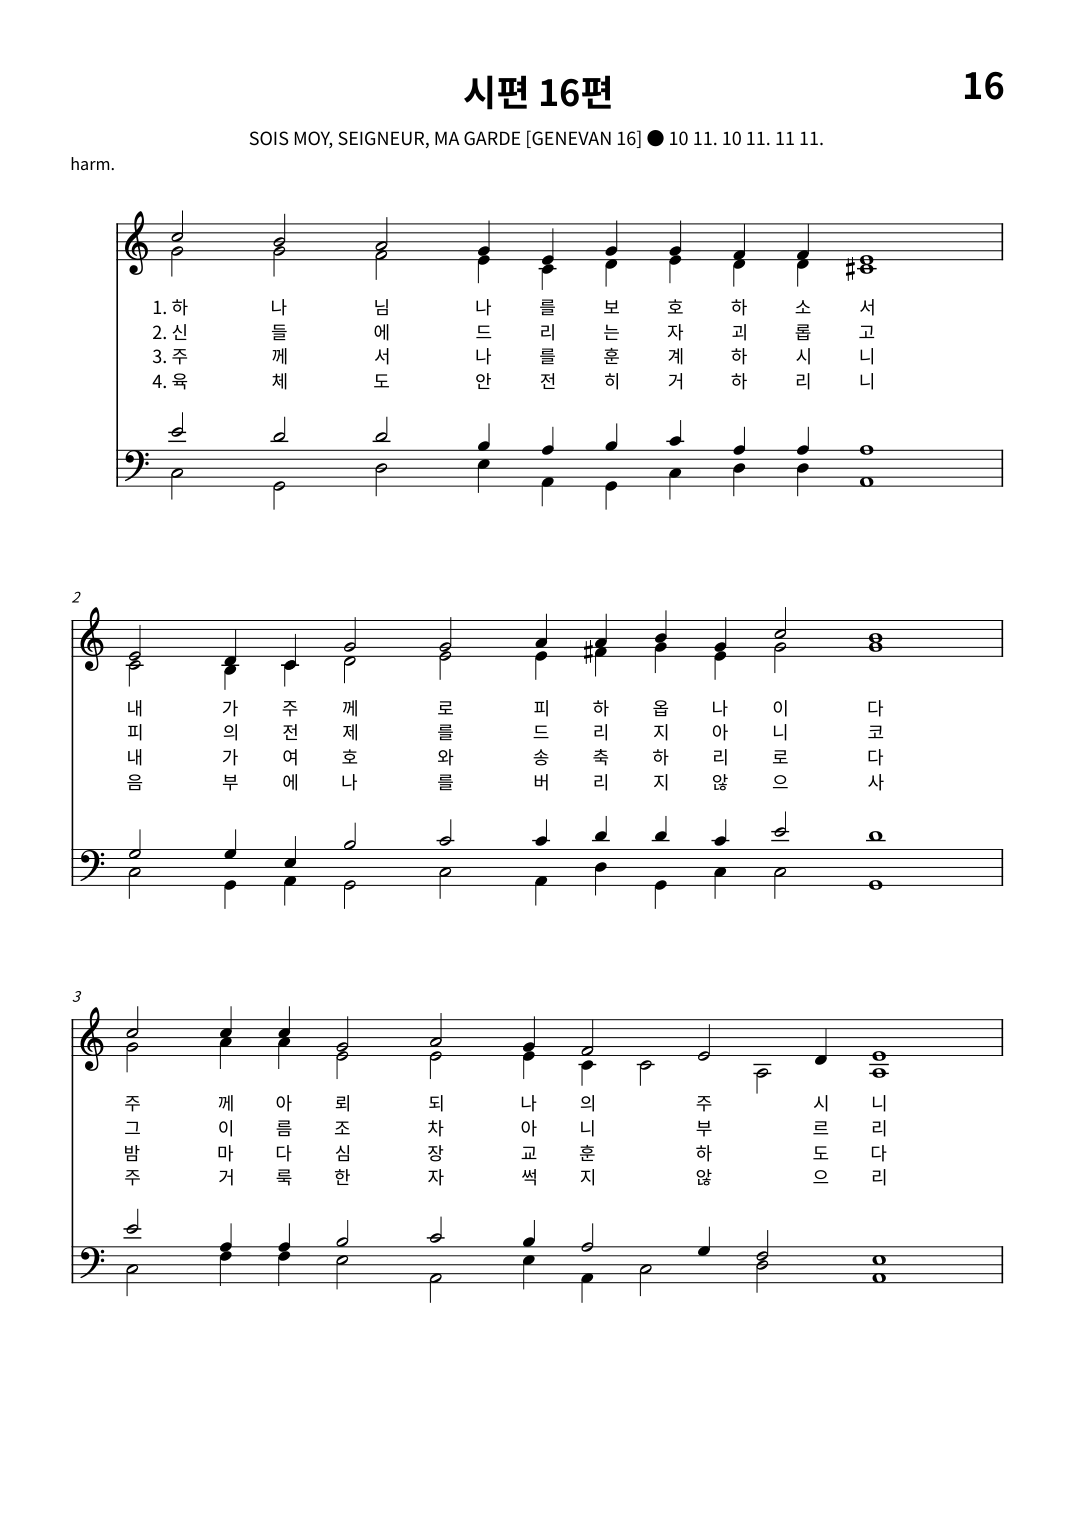 시편 16편
16
SOIS MOY, SEIGNEUR, MA GARDE [GENEVAN 16] ● 10 11. 10 11. 11 11.
harm.
1. 하 나 님 나 를 보 호 하 소 서
2. 신 들 에 드 리 는 자 괴 롭 고
3. 주 께 서 나 를 훈 계 하 시 니
4. 육 체 도 안 전 히 거 하 리 니
2
내 가 주 께 로 피 하 옵 나 이 다
피 의 전 제 를 드 리 지 아 니 코
내 가 여 호 와 송 축 하 리 로 다
음 부 에 나 를 버 리 지 않 으 사
3
주 께 아 뢰 되 나 의 주 시 니
그 이 름 조 차 아 니 부 르 리
밤 마 다 심 장 교 훈 하 도 다
주 거 룩 한 자 썩 지 않 으 리